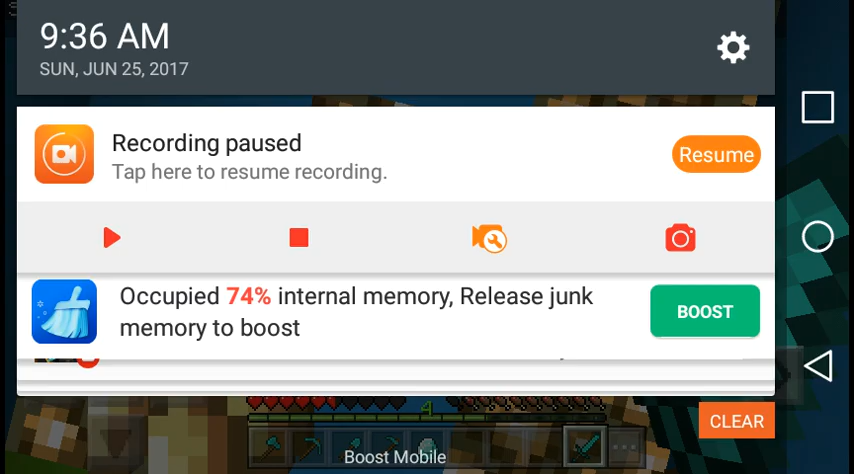 9:36 AM
SUN, JUN 25, 2017
Recording paused
Tap here to resume recording.
Resume
Occupied 74% internal memory, Release junk
memory to boost
BOOST
4
CLEAR
Boost Mobile